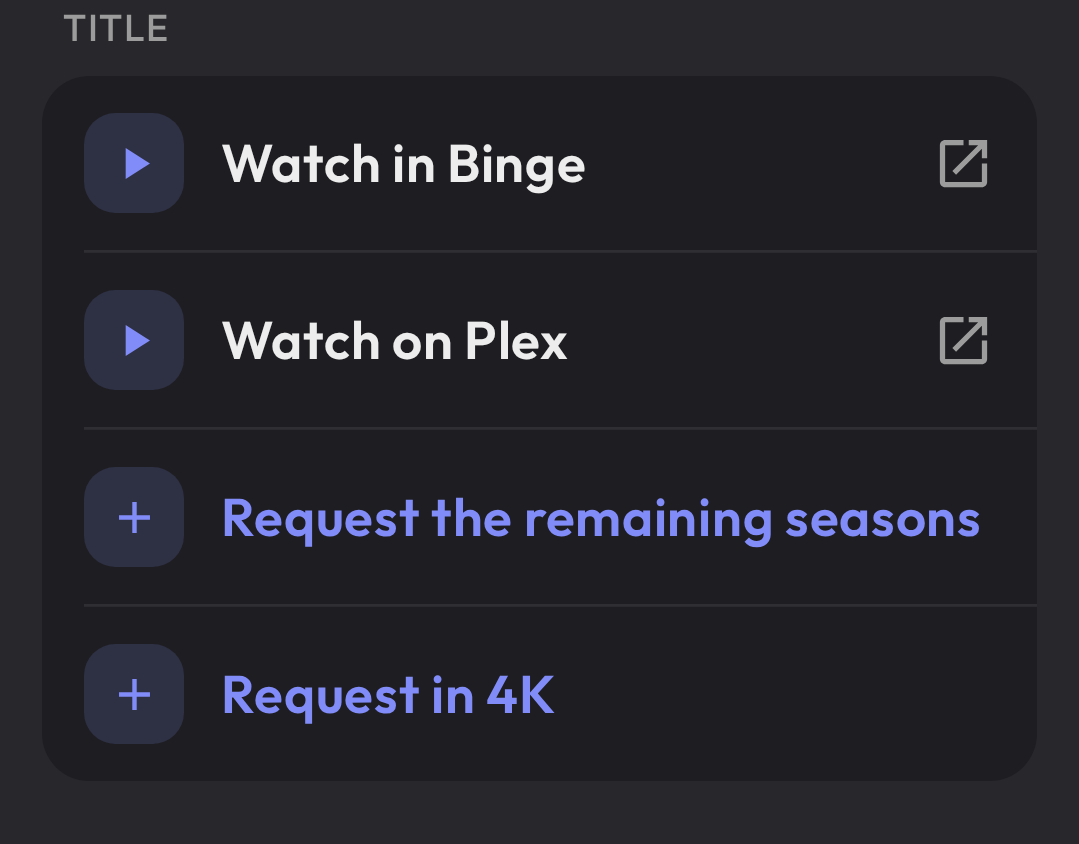 TITLE
Watch in Binge
Watch on Plex
Request the remaining seasons
Request in 4K